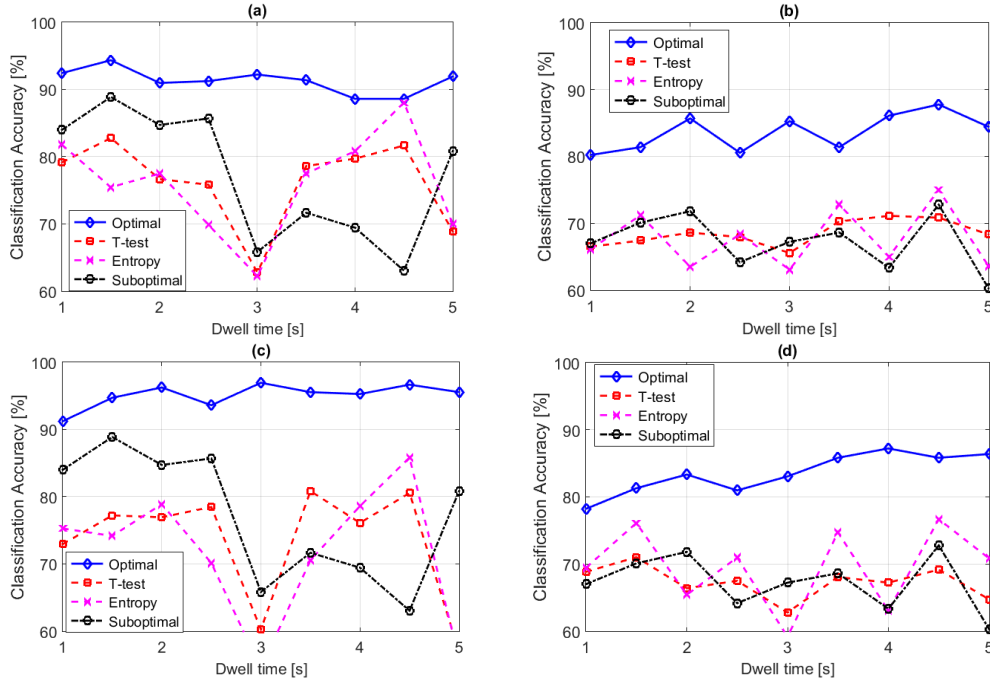 (a)
Classification Accuracy [%]
100
90
80
70
60
Optimal
T-test
Entropy
Suboptimal
1 2 3 4 5
Dwell time [s]
(b)
Classification Accuracy [%]
100
90
80
70
60
Optimal
T-test
Entropy
Suboptimal
1 2 3 4 5
Dwell time [s]
(c)
Classification Accuracy [%]
100
90
80
70
60
Optimal
T-test
Entropy
Suboptimal
1 2 3 4 5
Dwell time [s]
(d)
Classification Accuracy [%]
100
90
80
70
60
Optimal
T-test
Entropy
Suboptimal
1 2 3 4 5
Dwell time [s]